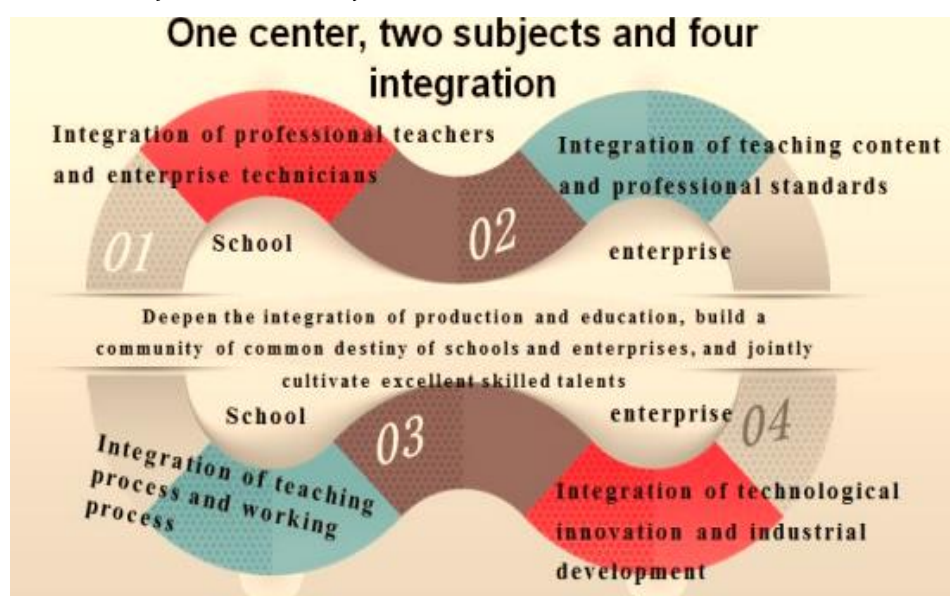 One center, two subjects and four
integration
Integration of professional teachers
and enterprise technicians
Integration of teaching content
and professional standards
01
School
02
enterprise
Deepen the integration of production and education, build a
community of common destiny of schools and enterprises, and jointly
cultivate excellent skilled talents
School
03
enterprise
04
Integration of teaching
process and working
process
Integration of technological
innovation and industrial
development